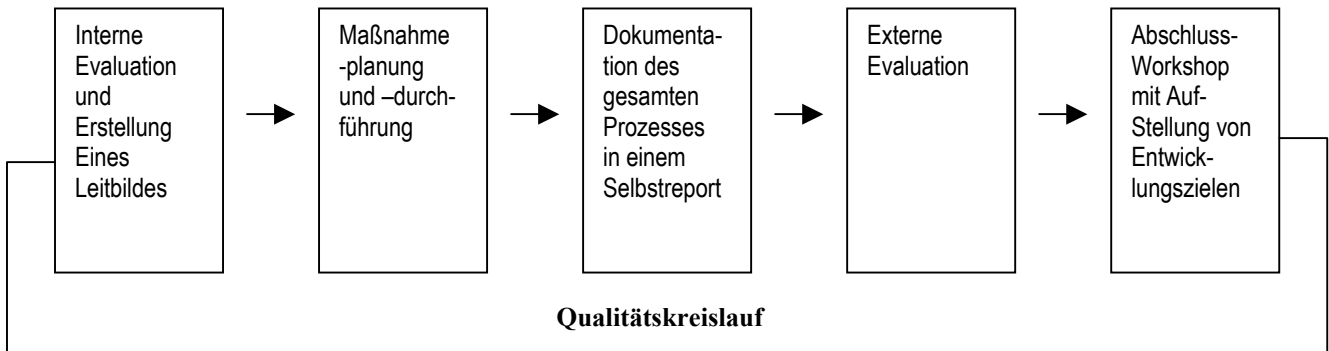 Interne
Evaluation
und
Erstellung
Eines
Leitbildes
Maßnahme
-planung
und –durch-
führung
Dokumenta-
tion des
gesamten
Prozesses
in einem
Selbstreport
Externe
Evaluation
Abschluss-
Workshop
mit Auf-
Stellung von
Entwick-
lungszielen
Qualitätskreislauf